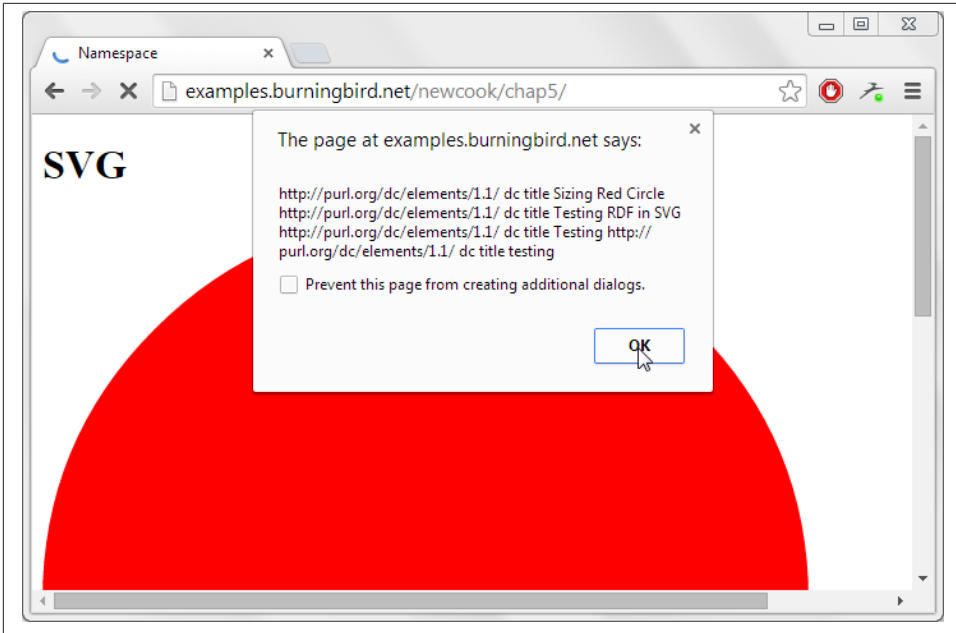 Namespace
examples.burningbird.net/newcook/chap5/
SVG
The page at examples.burningbird.net says:
http://purl.org/dc/elements/1.1/ dc title Sizing Red Circle
http://purl.org/dc/elements/1.1/ dc title Testing RDF in SVG
http://purl.org/dc/elements/1.1/ dc title Testing http://
purl.org/dc/elements/1.1/ dc title testing
Prevent this page from creating additional dialogs.
OK